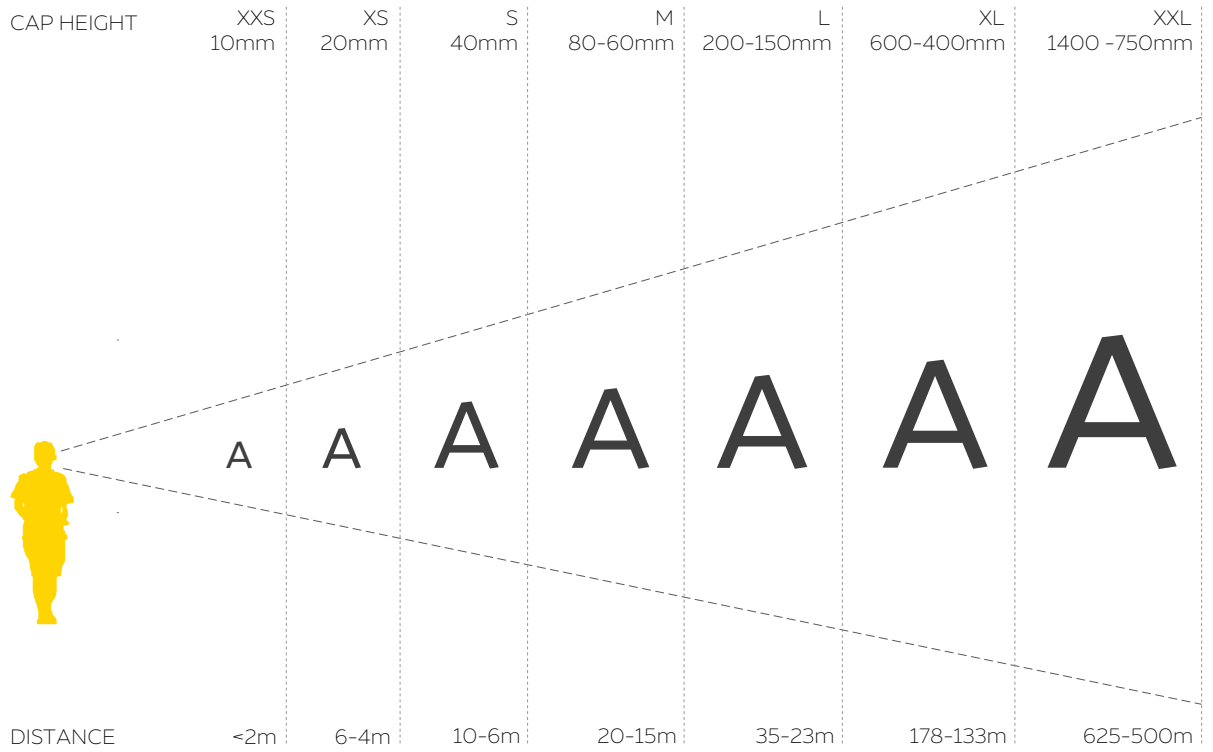 CAP HEIGHT
XXS XS S M L XL XXL
10mm 20mm 40mm 80-60mm 200-150mm 600-400mm 1400 -750mm
A A A A A A A
DISTANCE <2m 6-4m 10-6m 20-15m 35-23m 178-133m 625-500m